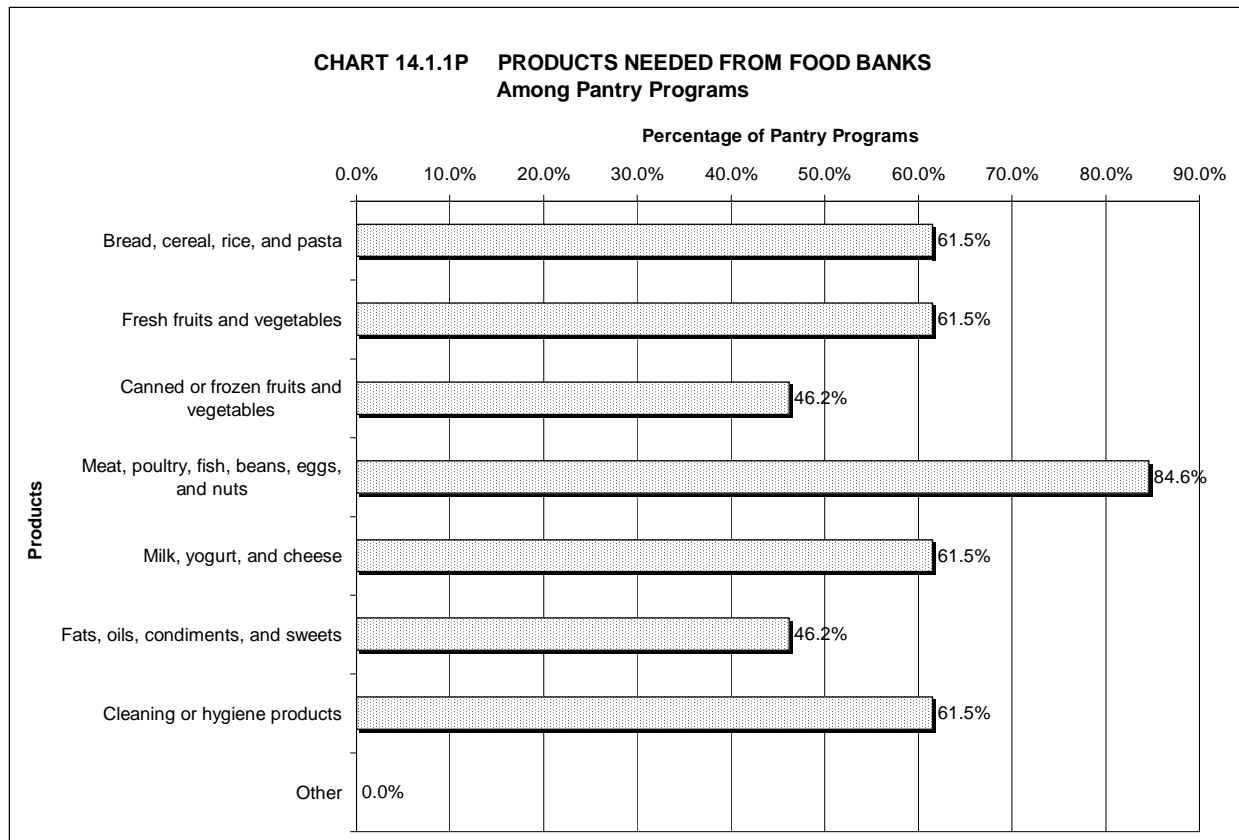 CHART 14.1.1P PRODUCTS NEEDED FROM FOOD BANKS
Among Pantry Programs
Percentage of Pantry Programs
0.0% 10.0% 20.0% 30.0% 40.0% 50.0% 60.0% 70.0% 80.0% 90.0%
Products
Bread, cereal, rice, and pasta 61.5%
Fresh fruits and vegetables 61.5%
Canned or frozen fruits and
vegetables
46.2%
Meat, poultry, fish, beans, eggs,
and nuts
84.6%
Milk, yogurt, and cheese 61.5%
Fats, oils, condiments, and sweets 46.2%
Cleaning or hygiene products 61.5%
Other 0.0%